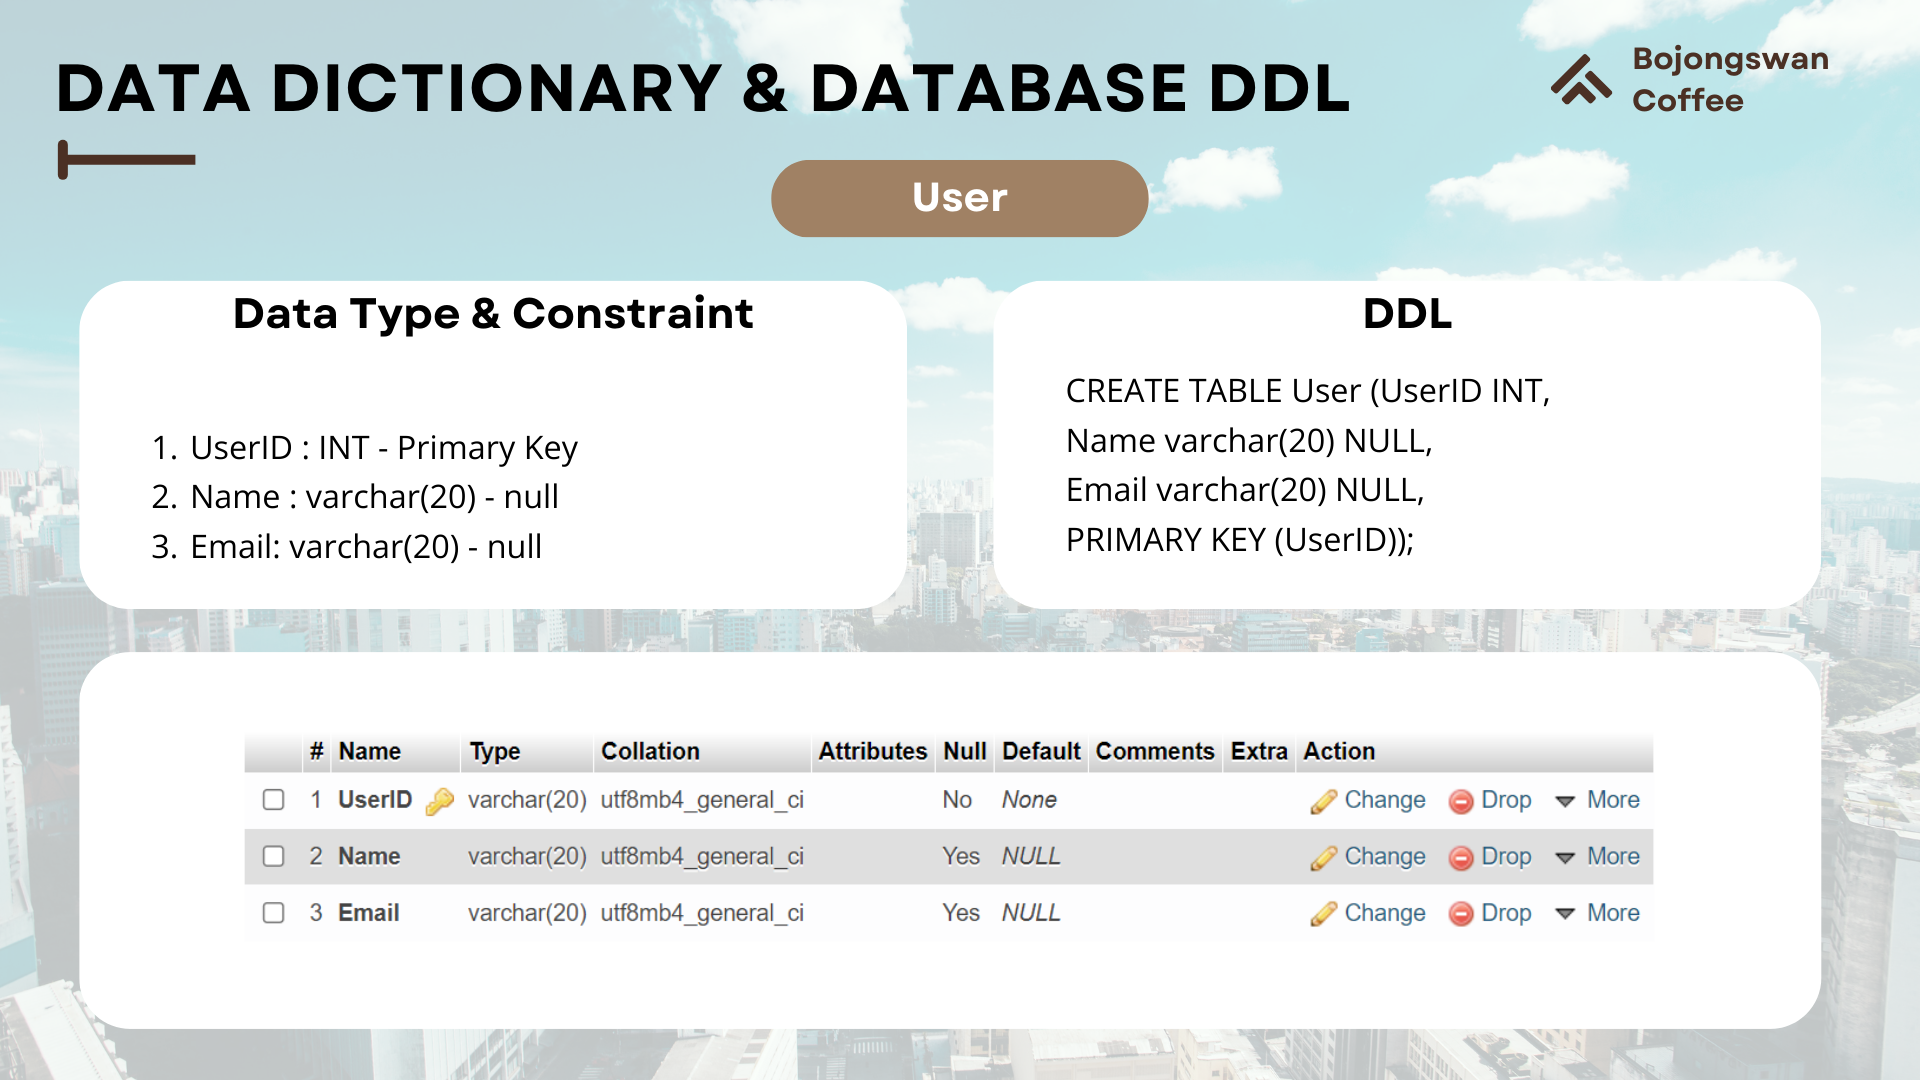 DATA DICTIONARY & DATABASE DDL
Bojongswan
Coffee
User
Data Type & Constraint
1. UserID : INT - Primary Key
2. Name : varchar(20) - null
3. Email: varchar(20) - null
DDL
CREATE TABLE User (UserID INT,
Name varchar(20) NULL,
Email varchar(20) NULL,
PRIMARY KEY (UserID));
# Name Type Collation Attributes Null Default Comments Extra Action
1 UserID varchar(20) utf8mb4_general_ci No None Change Drop More
2 Name varchar(20) utf8mb4_general_ci Yes NULL Change Drop More
3 Email varchar(20) utf8mb4_general_ci Yes NULL Change Drop More